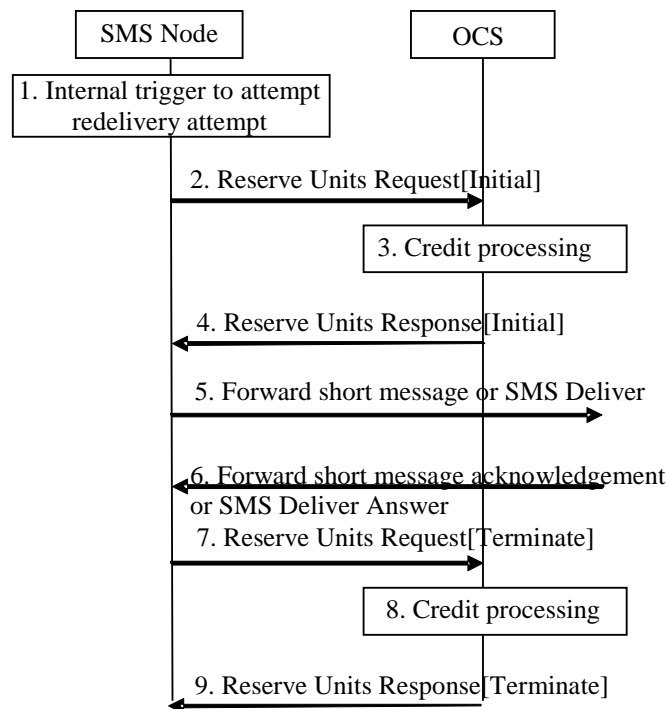 SMS Node
OCS
1. Internal trigger to attempt
redelivery attempt
2. Reserve Units Request[Initial]
3. Credit processing
4. Reserve Units Response[Initial]
5. Forward short message or SMS Deliver
6. Forward short message acknowledgement
or SMS Deliver Answer
7. Reserve Units Request[Terminate]
8. Credit processing
9. Reserve Units Response[Terminate]